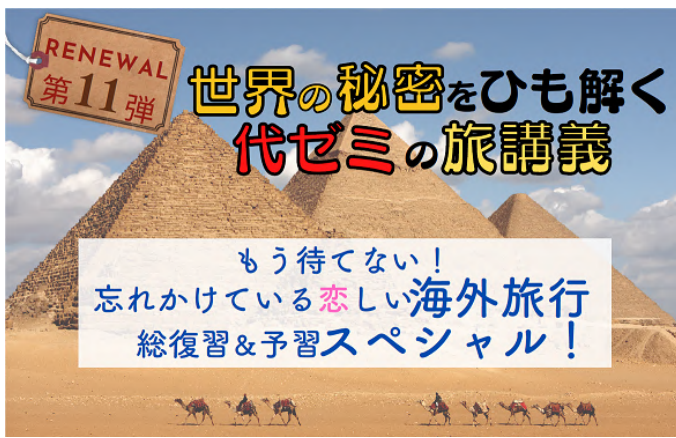 RENEWAL
第11弾
世界の秘密をひも解く
代ゼミの旅講義
もう待てない！
忘れかけている恋しい海外旅行
総復習＆予習スペシャル！